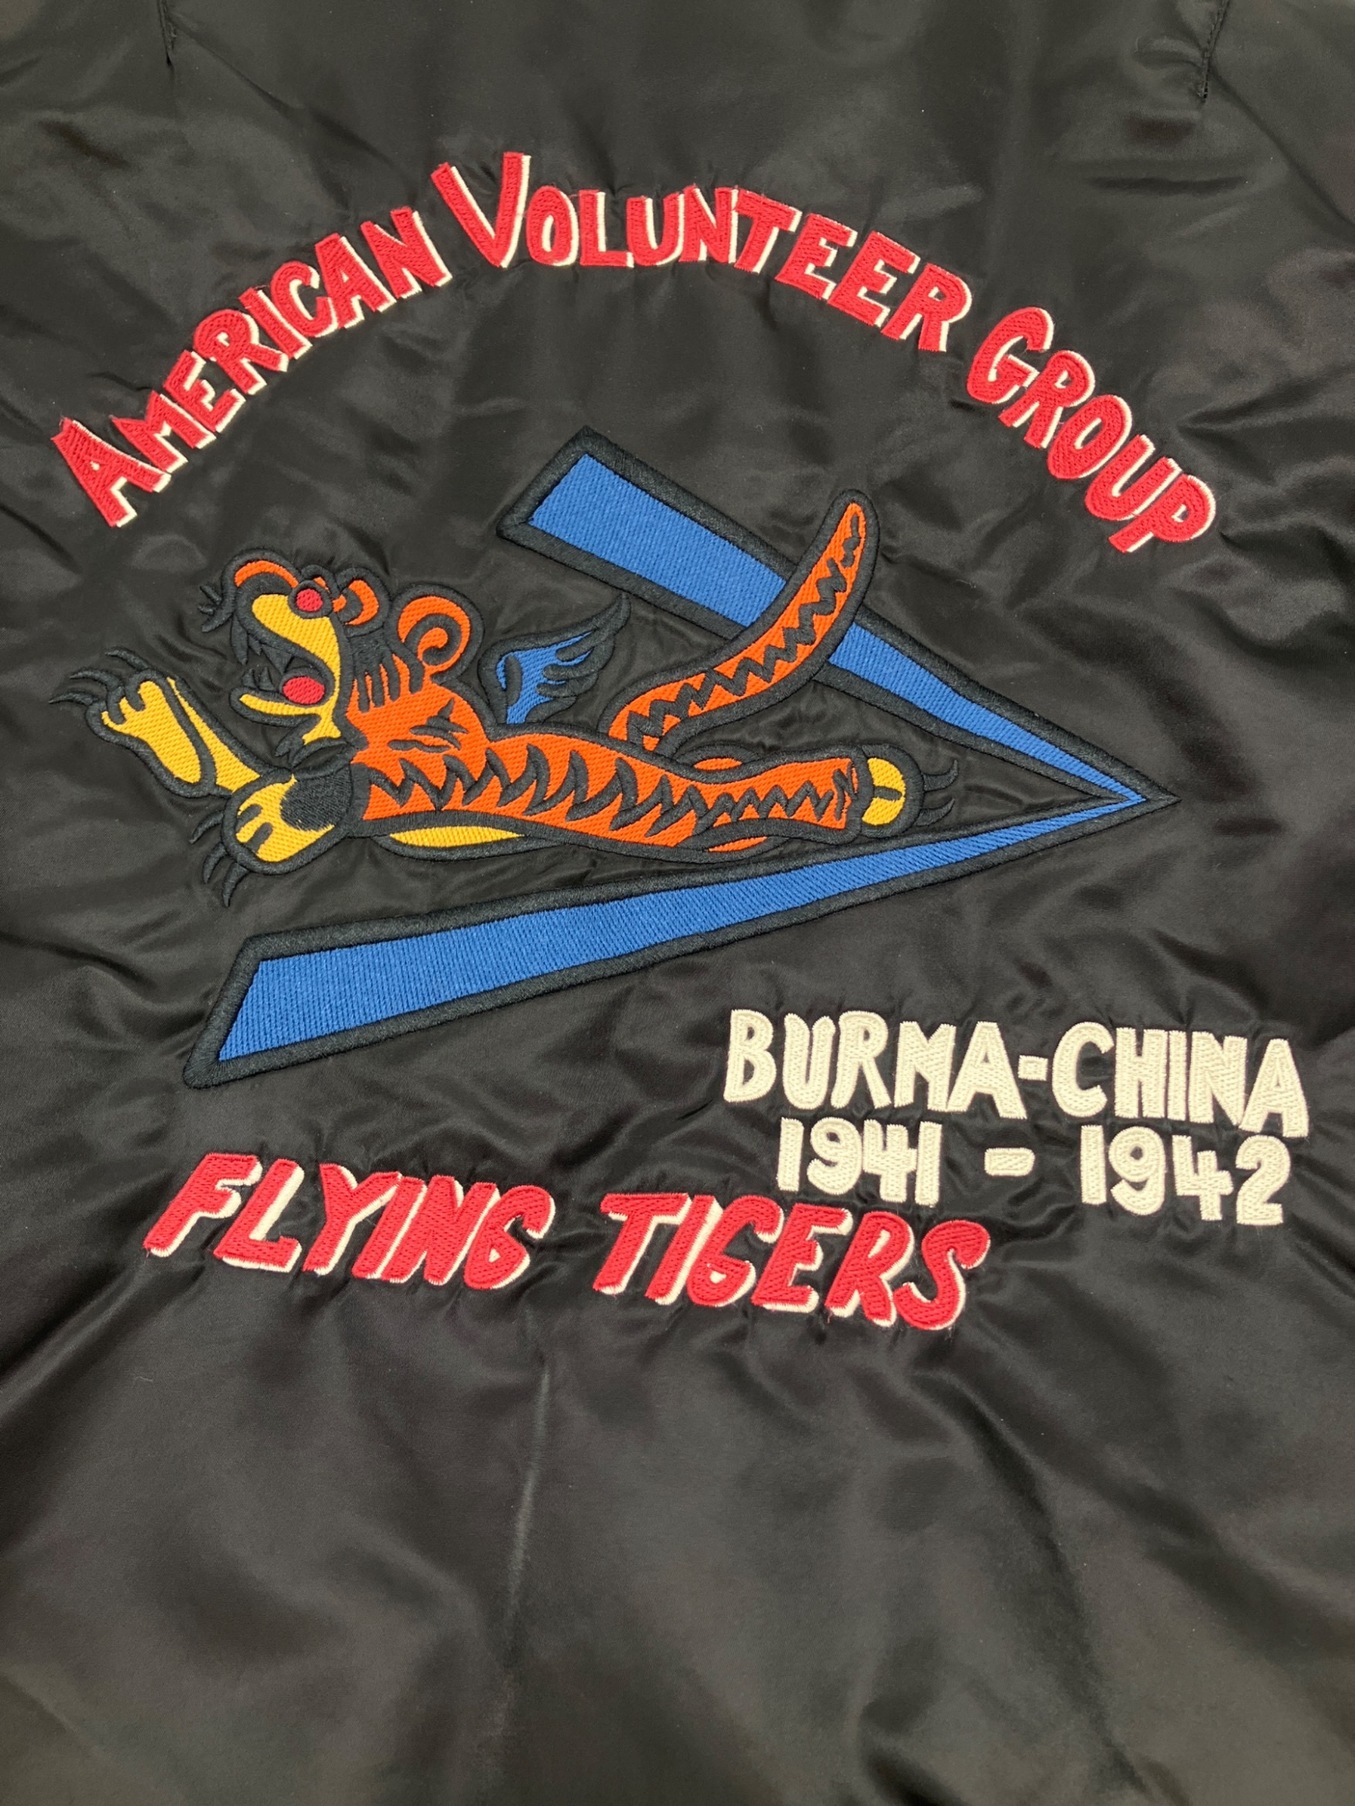 AMERICAN VOLUNTEER GROUP
BURMA-CHINA
1941 - 1942
FLYING TIGERS